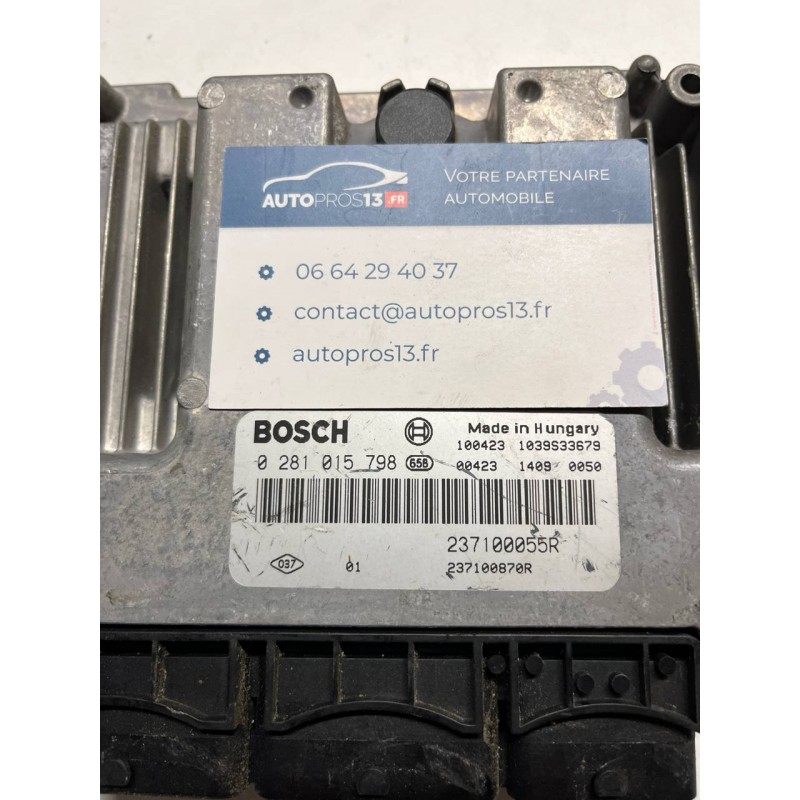 AUTOPROS13.FR
VOTRE PARTENAIRE
AUTOMOBILE
06 64 29 40 37
contact@autopros13.fr
autopros13.fr
BOSCH
Made in Hungary
100423 1039S33679
0 281 015 798 658
00423 1409 0050
237100055R
037 01 237100870R